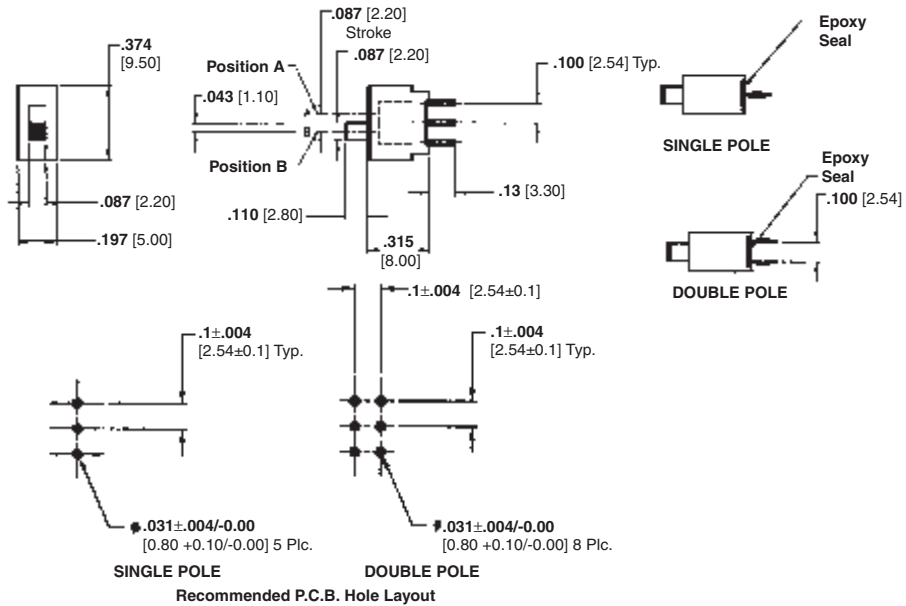 .374
[9.50]
.087 [2.20]
.197 [5.00]
.087 [2.20]
Stroke
.087 [2.20]
Position A
.043 [1.10]
A
B
Position B
.110 [2.80]
.315
[8.00]
.13 [3.30]
.100 [2.54] Typ.
Epoxy
Seal
SINGLE POLE
Epoxy
Seal
.100 [2.54]
DOUBLE POLE
.1±.004
[2.54±0.1] Typ.
.031±.004/-0.00
[0.80 +0.10/-0.00] 5 Plc.
SINGLE POLE
.1±.004 [2.54±0.1]
.1±.004
[2.54±0.1] Typ.
.031±.004/-0.00
[0.80 +0.10/-0.00] 8 Plc.
DOUBLE POLE
Recommended P.C.B. Hole Layout